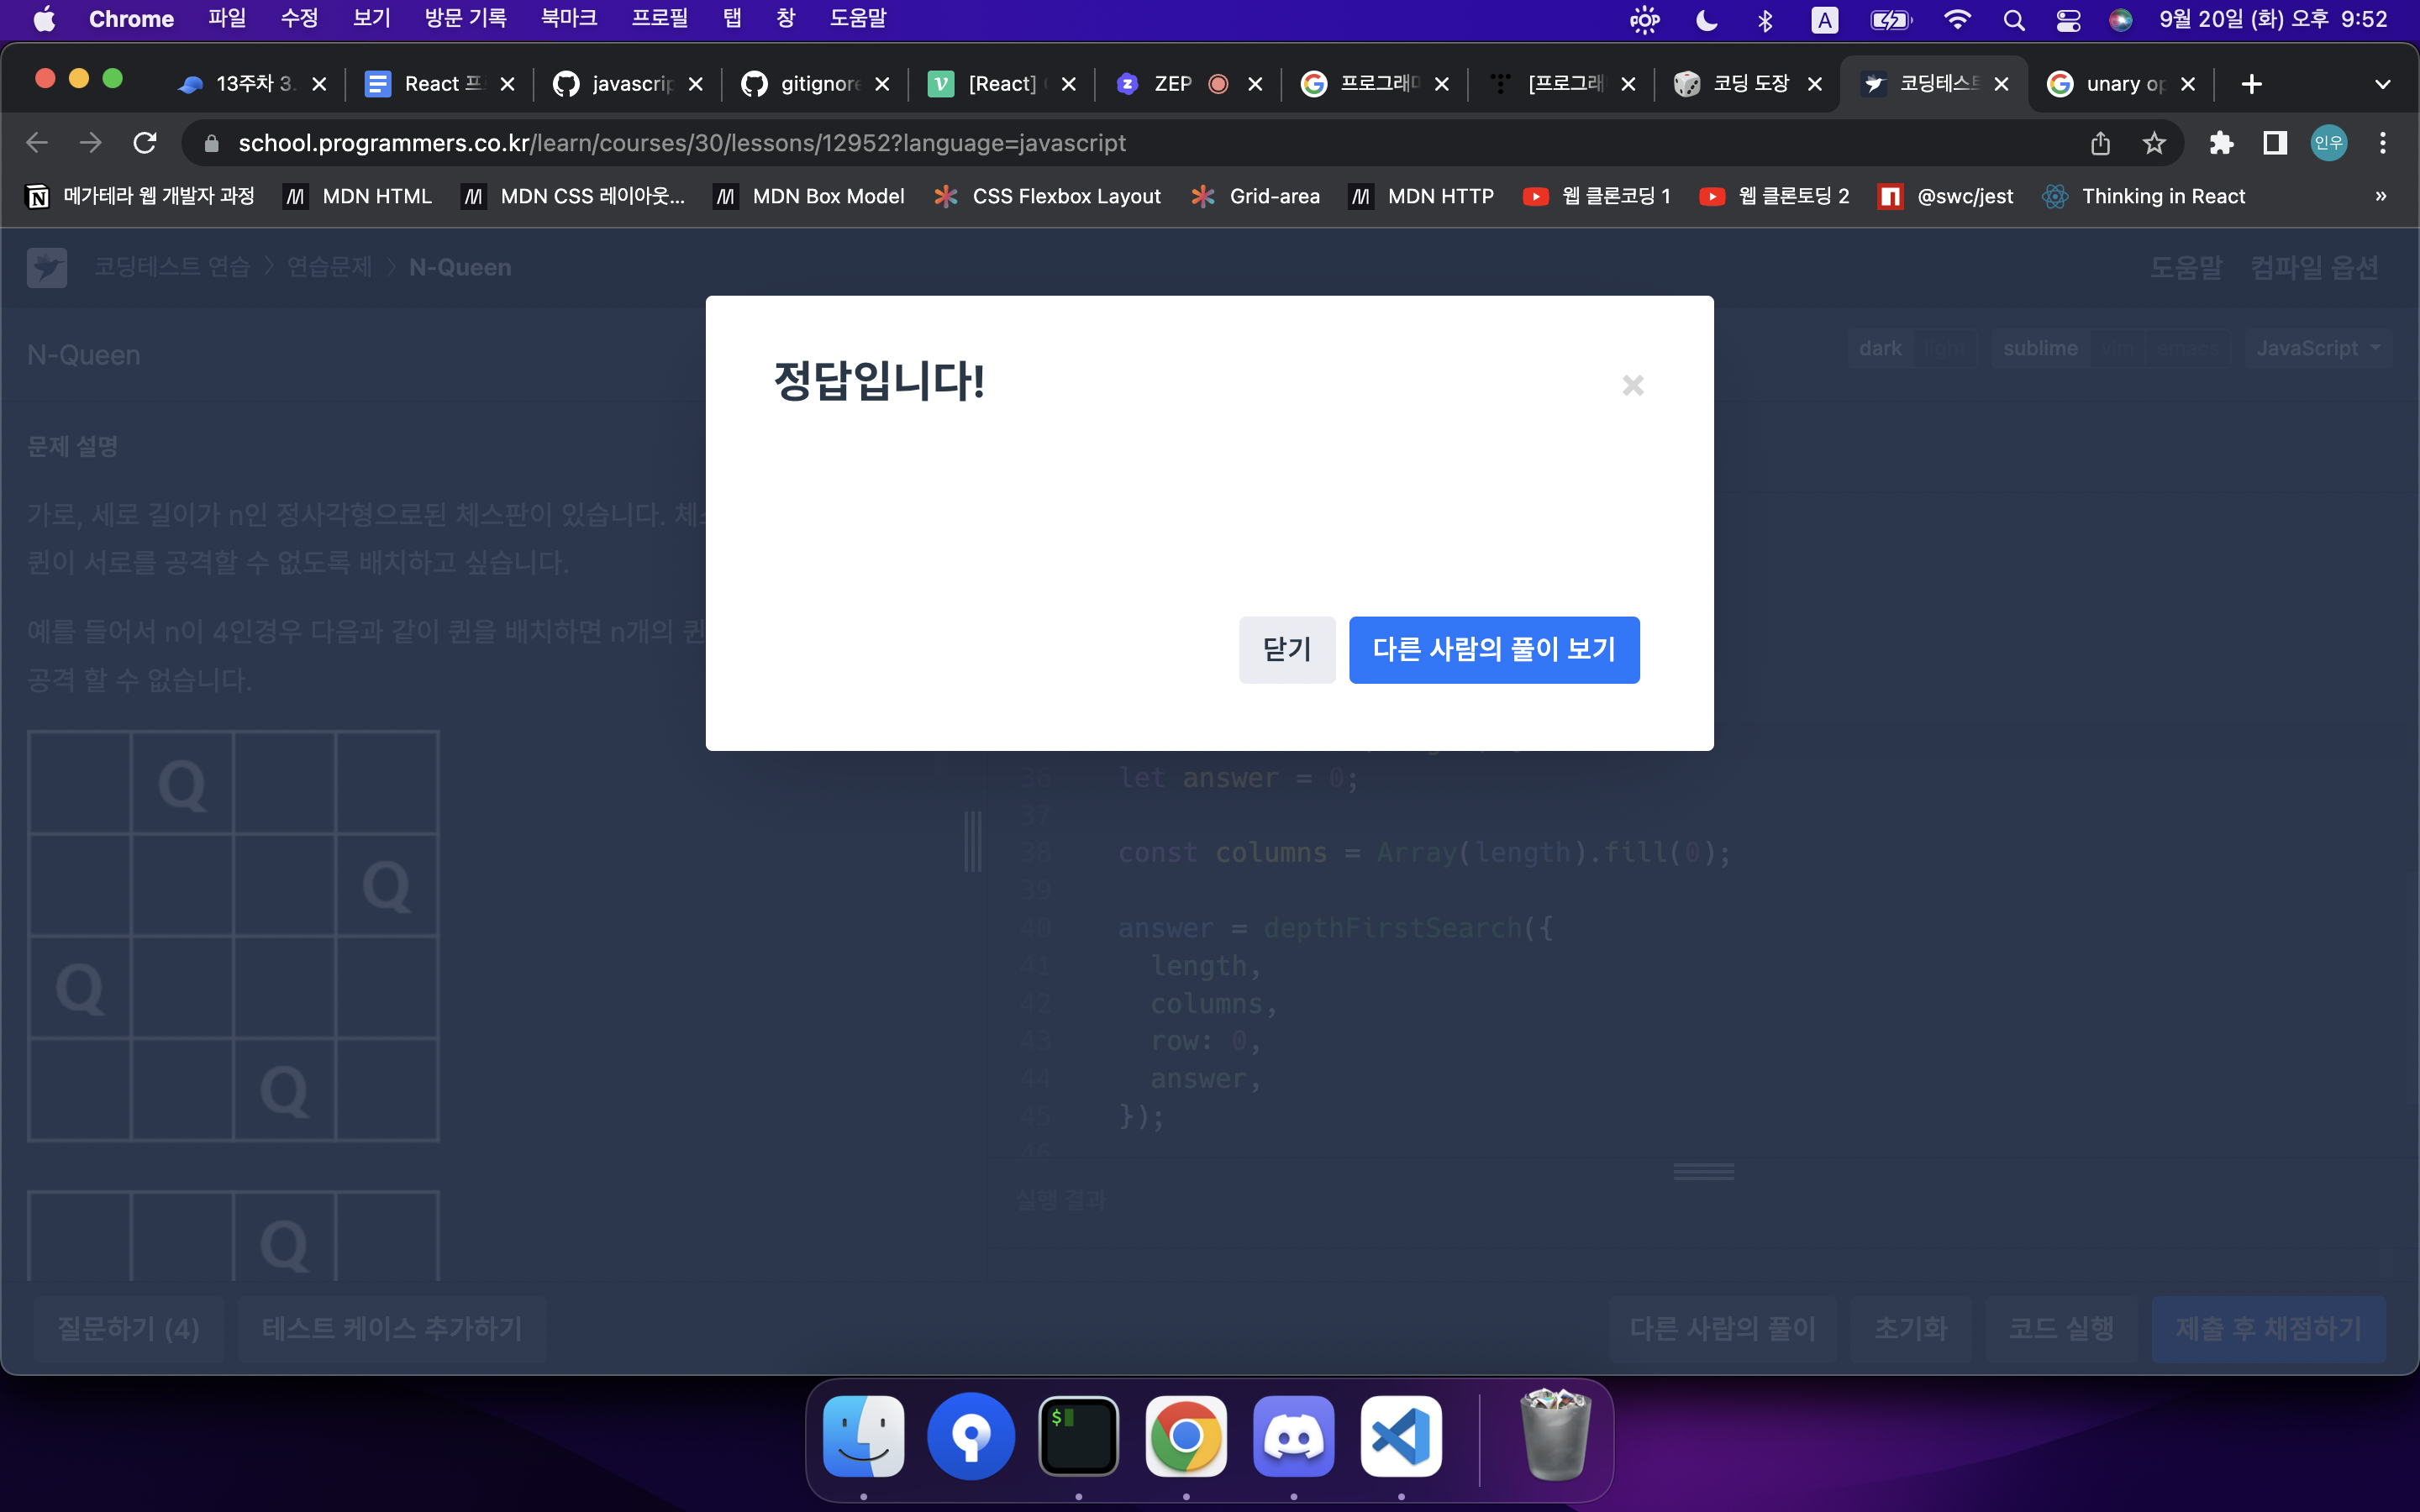 Chrome 파일 수정 보기 방문 기록 북마크 프로필 탭 창 도움말 POP A 9월 20일 (화) 오후 9:52
13주차 3. React 프 javascrip gitignore [React] ZEP 프로그래머 [프로그래 코딩 도장 코딩테스트 unary op
school.programmers.co.kr/learn/courses/30/lessons/12952?language=javascript 인우
메가테라 웹 개발자 과정 MDN HTML MDN CSS 레이아웃... MDN Box Model CSS Flexbox Layout Grid-area MDN HTTP 웹 클론코딩 1 웹 클론토딩 2 @swc/jest Thinking in React »
코딩테스트 연습 > 연습문제 > N-Queen 도움말 컴파일 옵션
N-Queen dark light sublime vim emacs JavaScript
정답입니다!
문제 설명
가로, 세로 길이가 n인 정사각형으로된 체스판이 있습니다.
퀸이 서로를 공격할 수 없도록 배치하고 싶습니다.
예를 들어서 n이 4인경우 다음과 같이 퀸을 배치하면 n개의 퀸
공격 할 수 없습니다.
닫기 다른 사람의 풀이 보기
Q
Q
Q
Q
Q
36 let answer = 0;
37
38 const columns = Array(length).fill(0);
39
40 answer = depthFirstSearch({
41 length,
42 columns,
43 row: 0,
44 answer,
45 });
46
실행 결과
질문하기 (4) 테스트 케이스 추가하기 다른 사람의 풀이 초기화 코드 실행 제출 후 채점하기
$